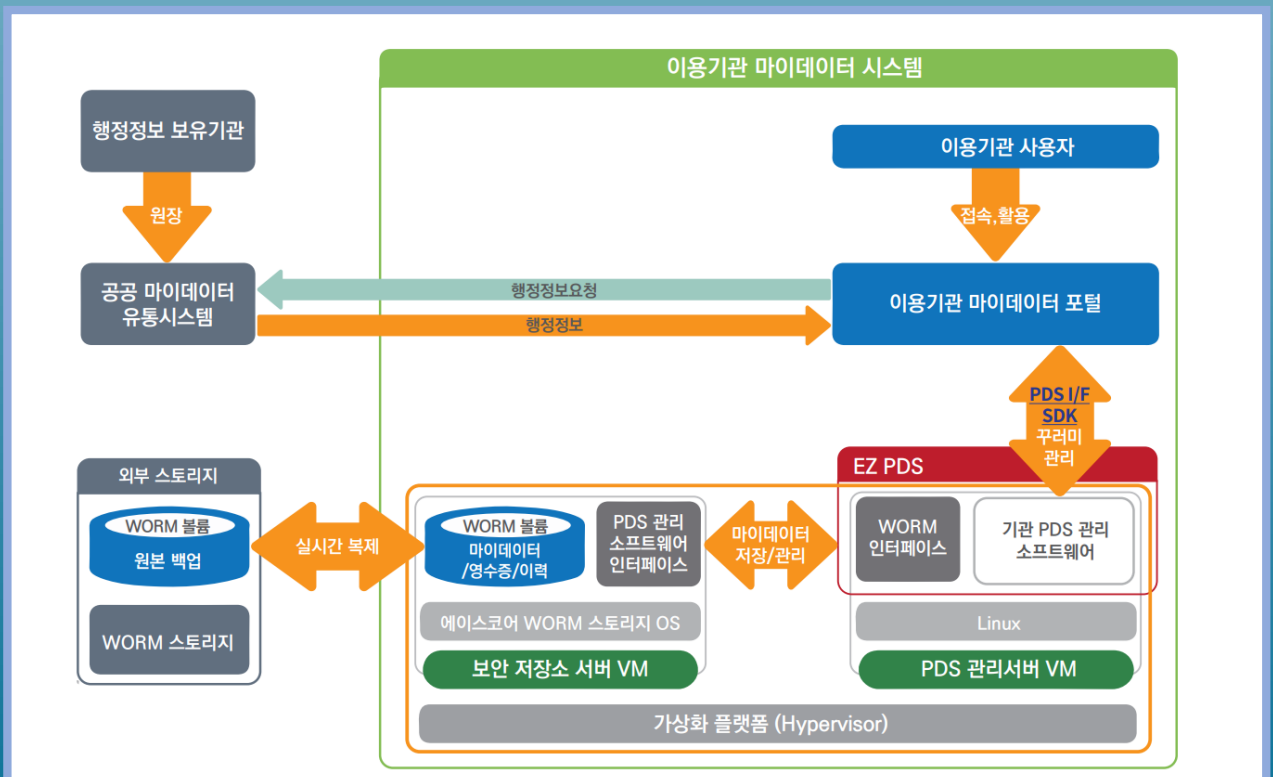 이용기관 마이데이터 시스템
행정정보 보유기관
이용기관 사용자
원장
접속,활용
공공 마이데이터
유통시스템
행정정보요청
행정정보
이용기관 마이데이터 포털
PDS I/F
SDK
꾸러미
관리
외부 스토리지
WORM 볼륨
원본 백업
WORM 스토리지
실시간 복제
WORM 볼륨
마이데이터
/영수증/이력
PDS 관리
소프트웨어
인터페이스
에이스코어 WORM 스토리지 OS
보안 저장소 서버 VM
마이데이터
저장/관리
EZ PDS
WORM
인터페이스
기관 PDS 관리
소프트웨어
Linux
PDS 관리서버 VM
가상화 플랫폼 (Hypervisor)